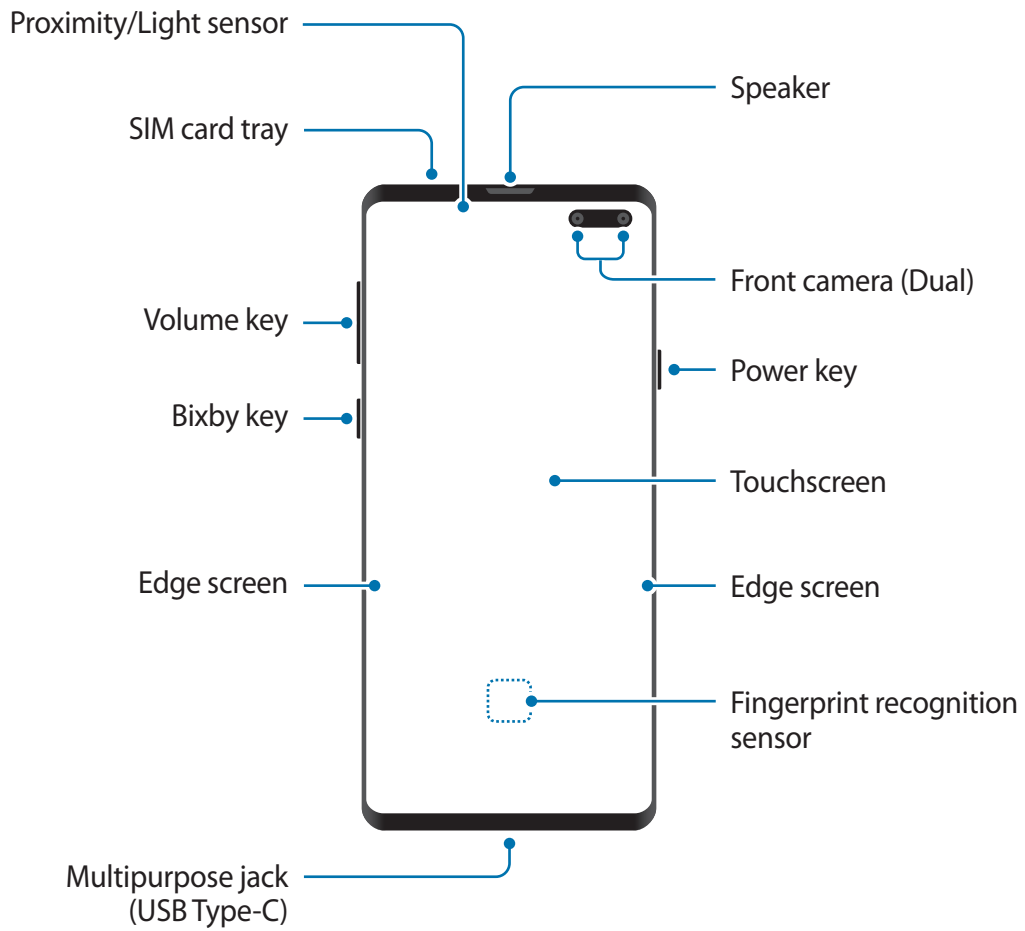 Proximity/Light sensor
SIM card tray
Volume key
Bixby key
Edge screen
Multipurpose jack
(USB Type-C)
Speaker
Front camera (Dual)
Power key
Touchscreen
Edge screen
Fingerprint recognition
sensor